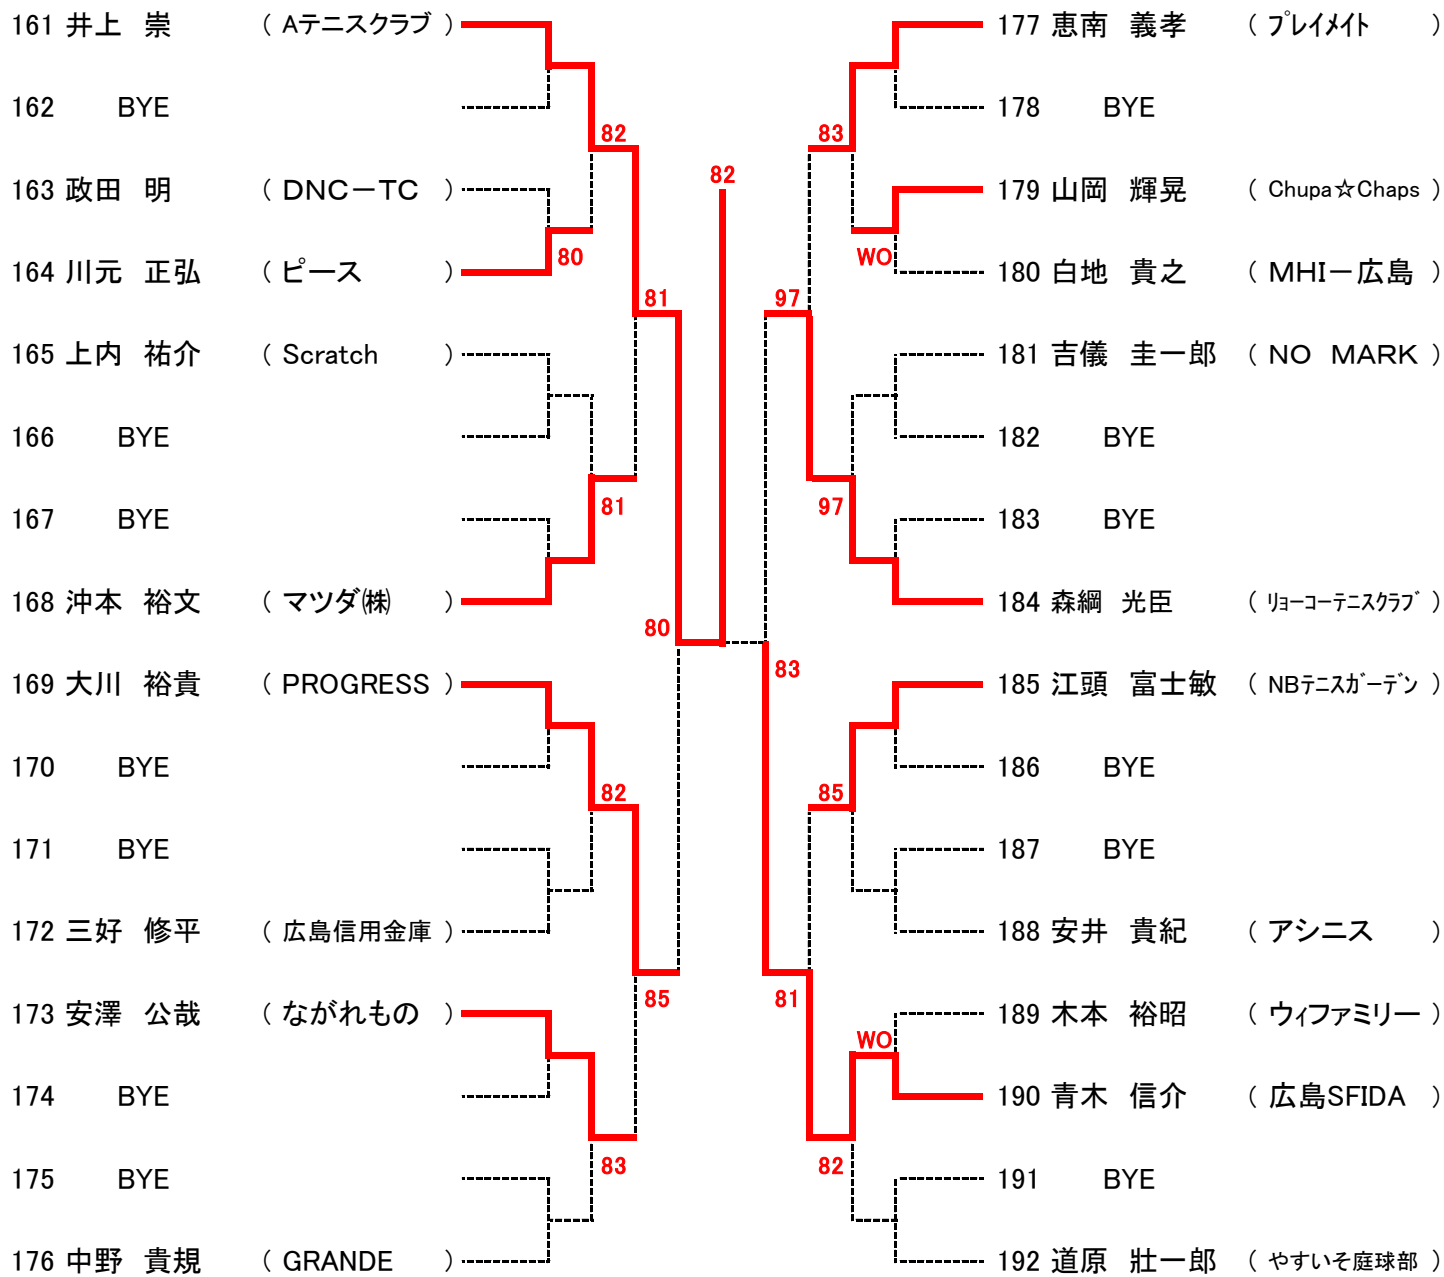 161 井上 崇 ( Aテニスクラブ )
162 BYE
82
163 政田 明 ( DNC－TC )
164 川元 正弘 ( ピース )
80
81
165 上内 祐介 ( Scratch )
166 BYE
167 BYE
81
168 沖本 裕文 ( マツダ㈱ )
80
169 大川 裕貴 ( PROGRESS )
170 BYE
82
171 BYE
172 三好 修平 ( 広島信用金庫 )
85
173 安澤 公哉 ( ながれもの )
174 BYE
83
175 BYE
176 中野 貴規 ( GRANDE )
82
177 恵南 義孝 ( プレイメイト )
178 BYE
83
179 山岡 輝晃 ( Chupa☆Chaps )
WO
180 白地 貴之 ( MHI－広島 )
97
181 吉儀 圭一郎 ( NO MARK )
182 BYE
183 BYE
97
184 森綱 光臣 ( ﾘｮｰｺｰﾃﾆｽｸﾗﾌﾞ )
83
185 江頭 富士敏 ( NBﾃﾆｽｶﾞｰﾃﾞﾝ )
186 BYE
85
187 BYE
188 安井 貴紀 ( アシニス )
81
189 木本 裕昭 ( ウィファミリー )
WO
190 青木 信介 ( 広島SFIDA )
82
191 BYE
192 道原 壯一郎 ( やすいそ庭球部 )